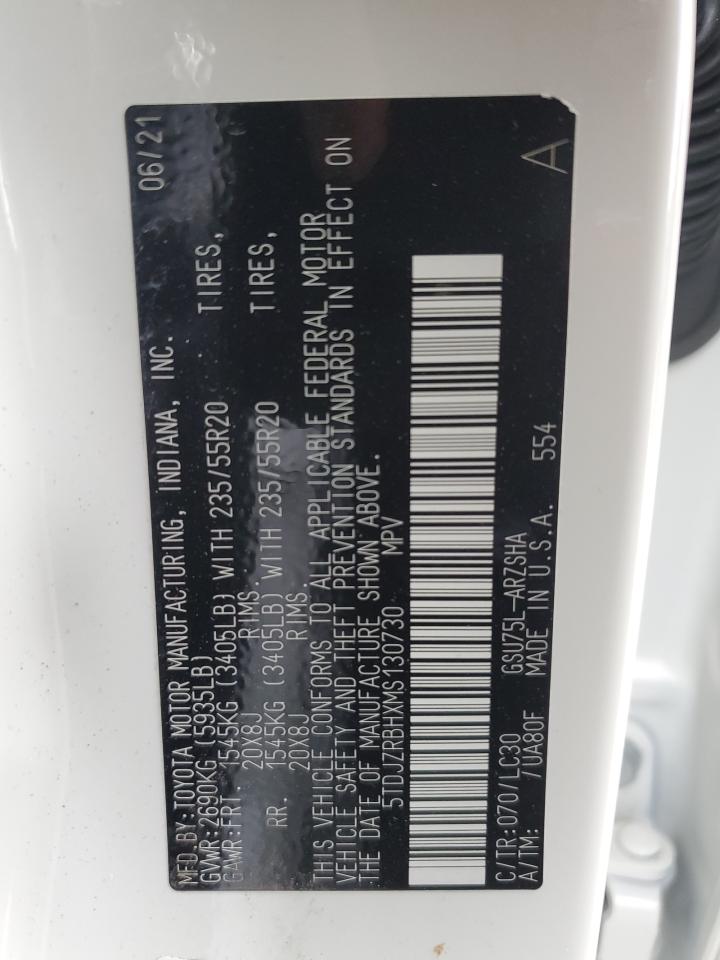 MFD. BY: TOYOTA MOTOR MANUFACTURING, INDIANA, INC. 06/21
GVWR: 2690KG (5935LB)
GAWR: FRT. 1545KG (3405LB) WITH 235/55R20 TIRES,
20X8J RIMS.
RR. 1545KG (3405LB) WITH 235/55R20 TIRES,
20X8J RIMS.
THIS VEHICLE CONFORMS TO ALL APPLICABLE FEDERAL MOTOR
VEHICLE SAFETY AND THEFT PREVENTION STANDARDS IN EFFECT ON
THE DATE OF MANUFACTURE SHOWN ABOVE.
5TDJZRBHXMS130730 MPV
C/TR: 070/LC30 GSU75L-ARZSHA
A/TM: 7UA80F MADE IN U.S.A. 554 A